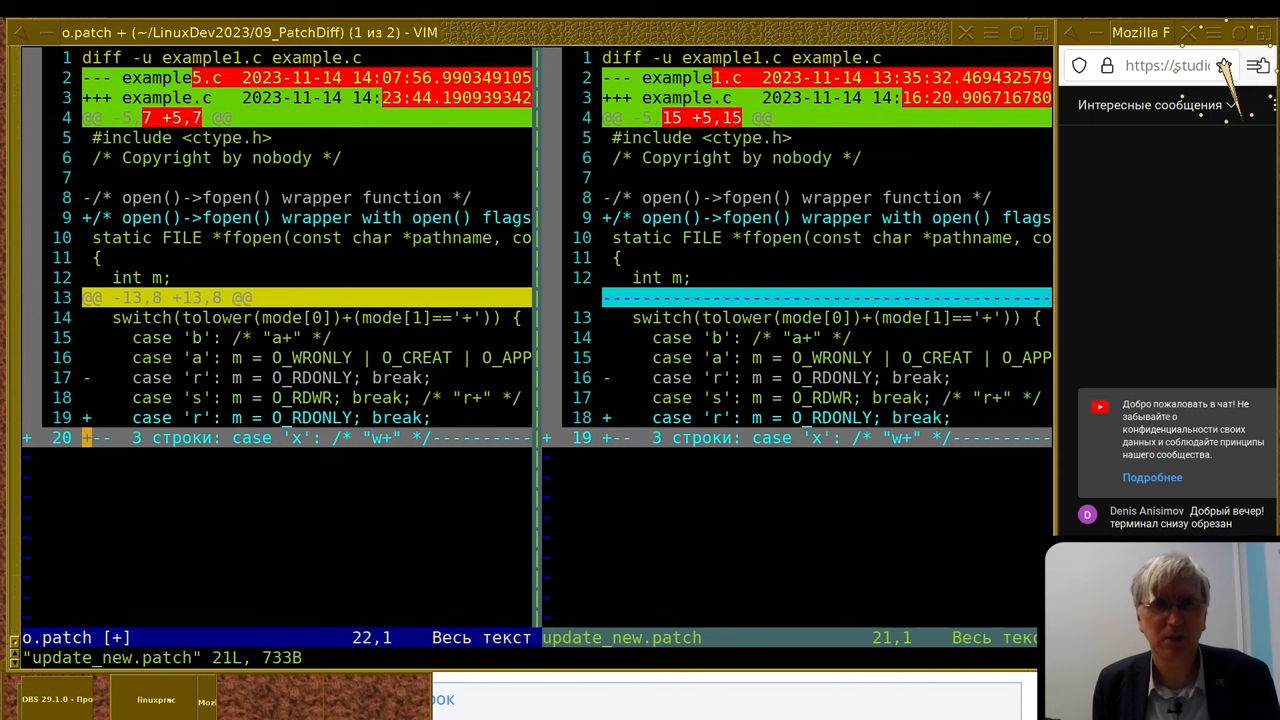 o.patch + (~/LinuxDev2023/09_PatchDiff) (1 из 2) - VIM
1 diff -u example1.c example.c
2 --- example5.c 2023-11-14 14:07:56.990349105
3 +++ example.c 2023-11-14 14:23:44.190939342
4 @@ -5,7 +5,7 @@
5 #include <ctype.h>
6 /* Copyright by nobody */
7
8 -/* open()->fopen() wrapper function */
9 +/* open()->fopen() wrapper with open() flags
10 static FILE *ffopen(const char *pathname, co
11 {
12 int m;
13 @@ -13,8 +13,8 @@
14 switch(tolower(mode[0])+(mode[1]=='+')) {
15 case 'b': /* "a+" */
16 case 'a': m = O_WRONLY | O_CREAT | O_APP
17 - case 'r': m = O_RDONLY; break;
18 case 's': m = O_RDWR; break; /* "r+" */
19 + case 'r': m = O_RDONLY; break;
+ 20 +-- 3 строки: case 'x': /* "w+" */----------
o.patch [+] 22,1 Весь текст
1 diff -u example1.c example.c
2 --- example1.c 2023-11-14 13:35:32.469432579
3 +++ example.c 2023-11-14 14:16:20.906716780
4 @@ -5,15 +5,15 @@
5 #include <ctype.h>
6 /* Copyright by nobody */
7
8 -/* open()->fopen() wrapper function */
9 +/* open()->fopen() wrapper with open() flags
10 static FILE *ffopen(const char *pathname, co
11 {
12 int m;
---------------------------------------------
13 switch(tolower(mode[0])+(mode[1]=='+')) {
14 case 'b': /* "a+" */
15 case 'a': m = O_WRONLY | O_CREAT | O_APP
16 - case 'r': m = O_RDONLY; break;
17 case 's': m = O_RDWR; break; /* "r+" */
18 + case 'r': m = O_RDONLY; break;
+ 19 +-- 3 строки: case 'x': /* "w+" */----------
update_new.patch 21,1 Весь текс
"update_new.patch" 21L, 733B
Mozilla F
https://studio
Интересные сообщения
Добро пожаловать в чат! Не
забывайте о
конфиденциальности своих
данных и соблюдайте принципы
нашего сообщества.
Подробнее
D Denis Anisimov Добрый вечер!
терминал снизу обрезан
OBS 29.1.0 - Про
linuxprac
Moz
рок